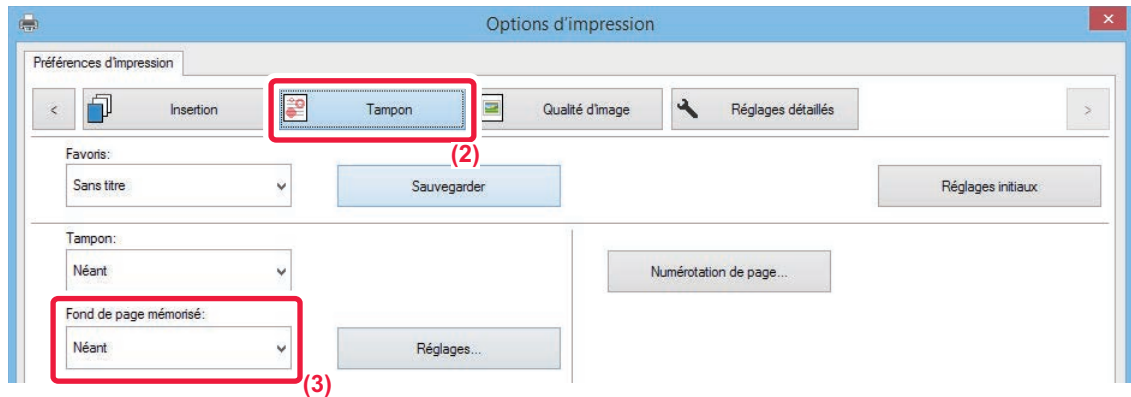 Options d'impression
Préférences d'impression
< Insertion Tampon Qualité d'image Réglages détaillés >
(2)
Favoris:
Sans titre Sauvegarder Réglages initiaux
Tampon:
Néant Numérotation de page...
Fond de page mémorisé:
Néant Réglages...
(3)